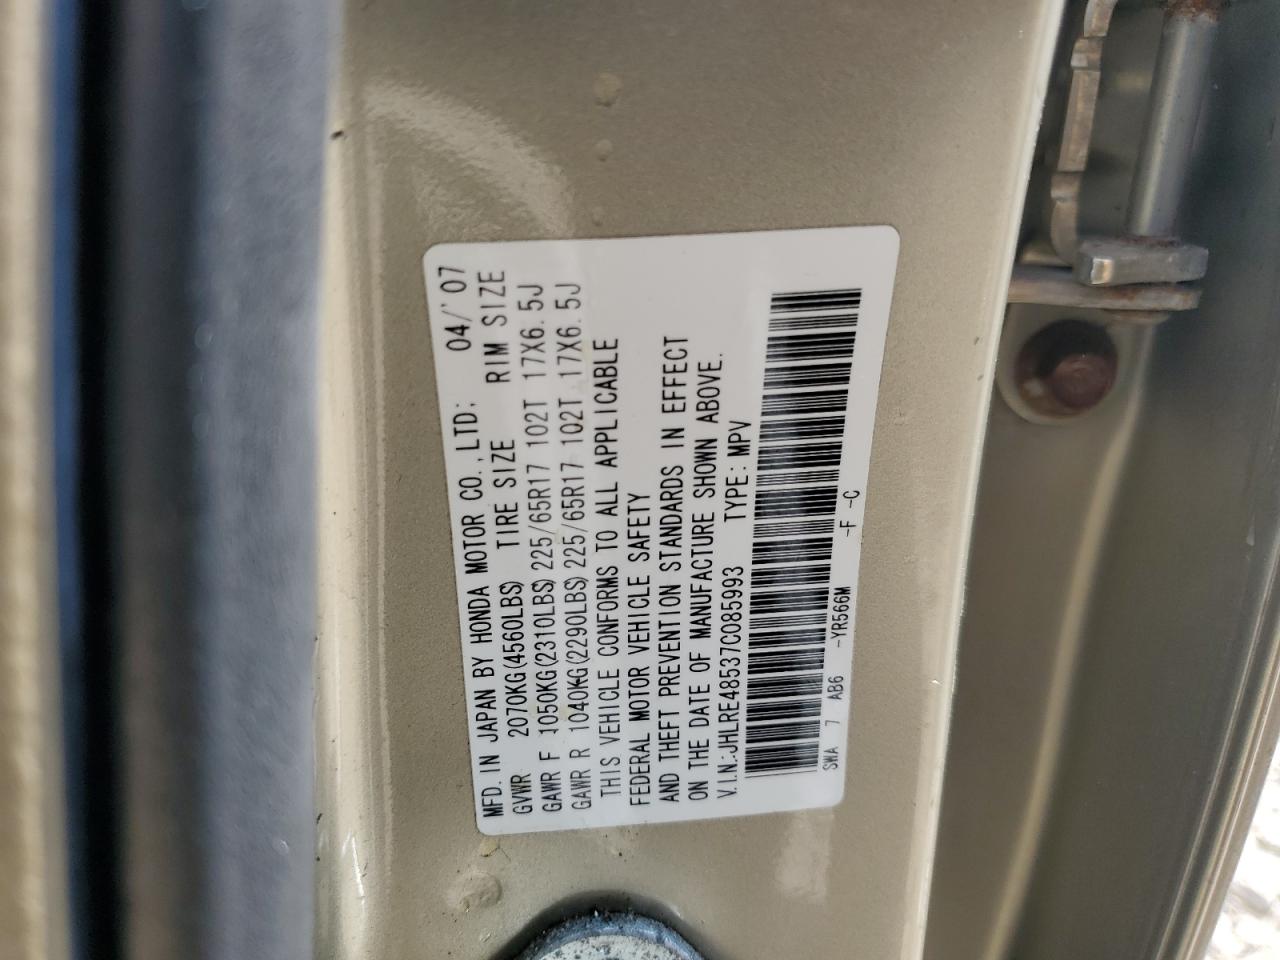 MFD. IN JAPAN BY HONDA MOTOR CO., LTD: 04/'07
GVWR 2070KG(4560LBS) TIRE SIZE RIM SIZE
GAWR F 1050KG(2310LBS) 225/65R17 102T 17X6.5J
GAWR R 1040KG(2290LBS) 225/65R17 102T 17X6.5J
THIS VEHICLE CONFORMS TO ALL APPLICABLE
FEDERAL MOTOR VEHICLE SAFETY
AND THEFT PREVENTION STANDARDS IN EFFECT
ON THE DATE OF MANUFACTURE SHOWN ABOVE.
V.I.N.:JHLRE48537C085993 TYPE: MPV
SWA 7 AB6 -YR566M -F -C